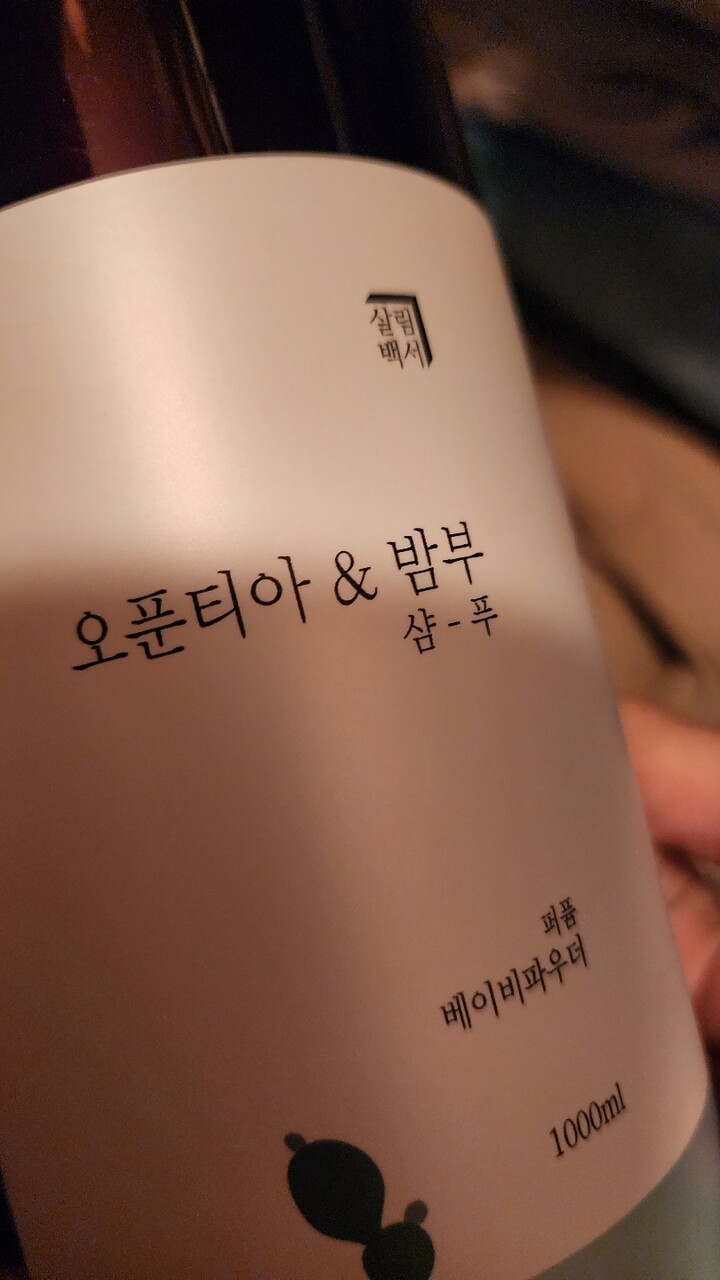 살림
백서
오푼티아 & 밤부
샴-푸
퍼퓸
베이비파우더
1000ml